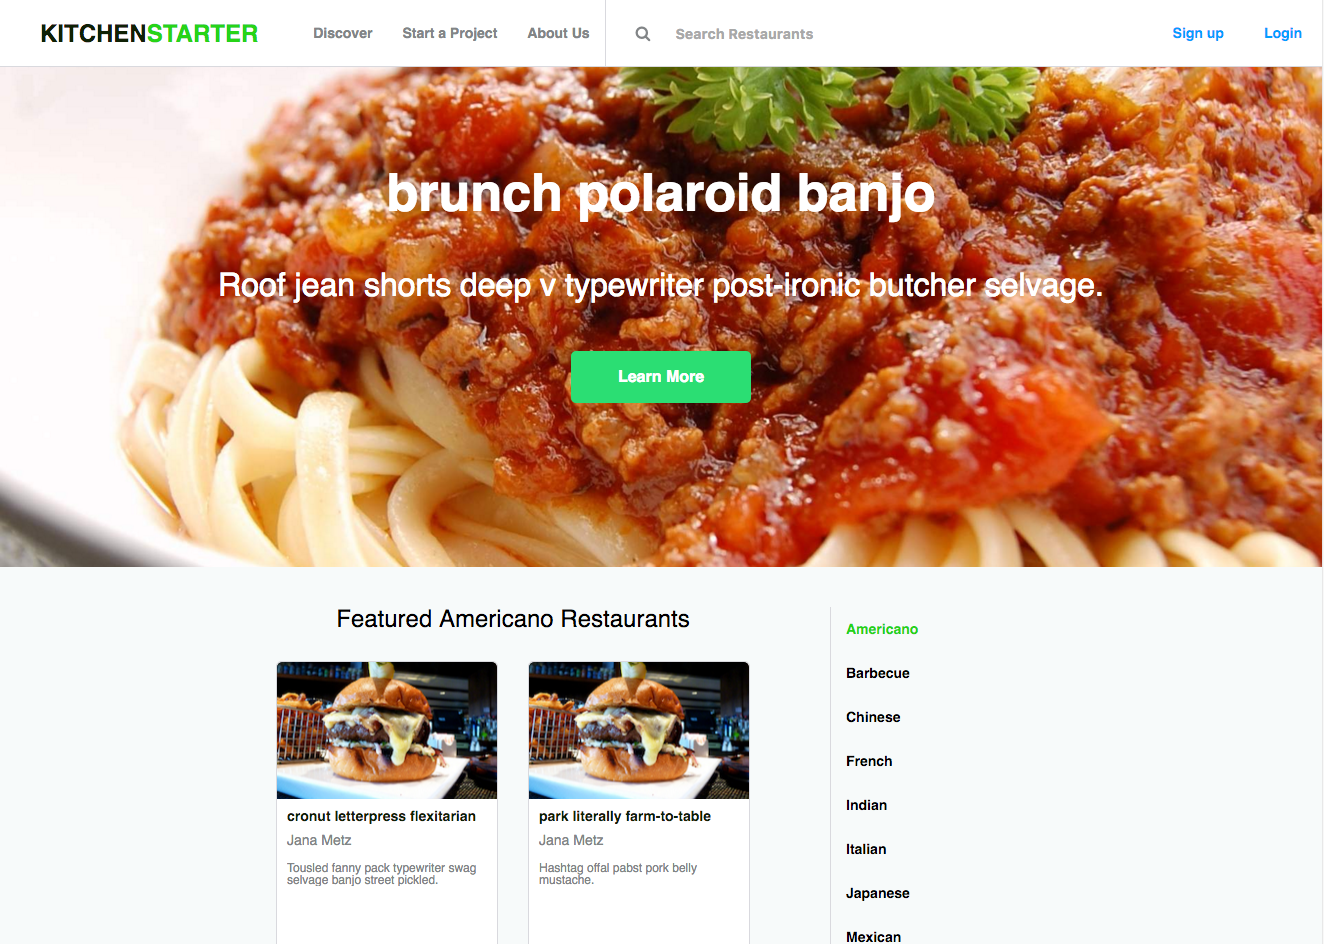 KITCHENSTARTER
Discover
Start a Project
About Us
Search Restaurants
Sign up
Login
brunch polaroid banjo
Roof jean shorts deep v typewriter post-ironic butcher selvage.
Learn More
Featured Americano Restaurants
cronut letterpress flexitarian
Jana Metz
Tousled fanny pack typewriter swag
selvage banjo street pickled.
park literally farm-to-table
Jana Metz
Hashtag offal pabst pork belly
mustache.
Americano
Barbecue
Chinese
French
Indian
Italian
Japanese
Mexican